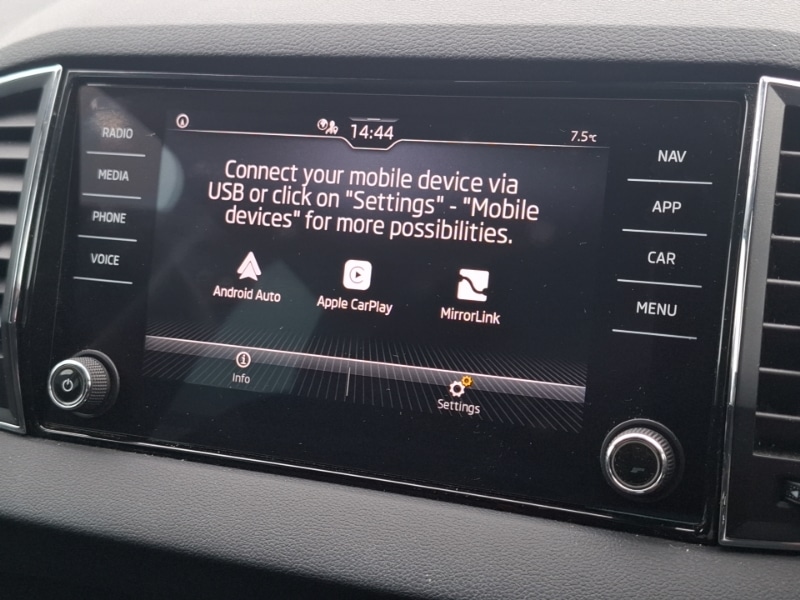 RADIO
MEDIA
PHONE
VOICE
14:44
7.5°C
Connect your mobile device via
USB or click on "Settings" - "Mobile
devices" for more possibilities.
Android Auto
Apple CarPlay
MirrorLink
Info
Settings
NAV
APP
CAR
MENU